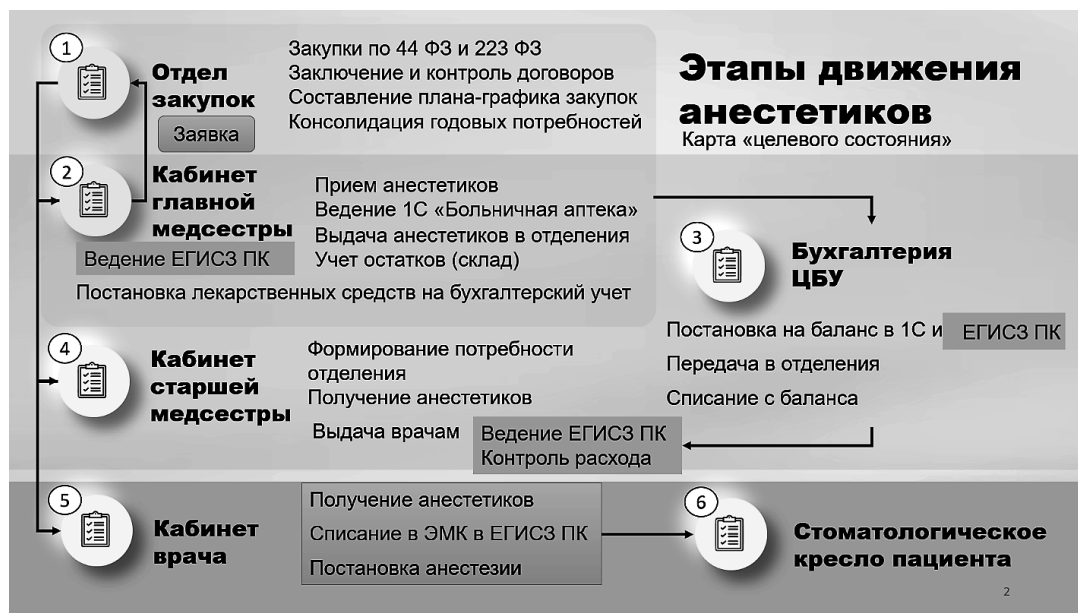 Этапы движения
анестетиков
Карта «целевого состояния»
1
Отдел
закупок
Заявка
Закупки по 44 ФЗ и 223 ФЗ
Заключение и контроль договоров
Составление плана-графика закупок
Консолидация годовых потребностей
2
Кабинет
главной
медсестры
Ведение ЕГИСЗ ПК
Прием анестетиков
Ведение 1С «Больничная аптека»
Выдача анестетиков в отделения
Учет остатков (склад)
Постановка лекарственных средств на бухгалтерский учет
3
Бухгалтерия
ЦБУ
Постановка на баланс в 1С и ЕГИСЗ ПК
Передача в отделения
Списание с баланса
4
Кабинет
старшей
медсестры
Формирование потребности
отделения
Получение анестетиков
Выдача врачам
Ведение ЕГИСЗ ПК
Контроль расхода
5
Кабинет
врача
Получение анестетиков
Списание в ЭМК в ЕГИСЗ ПК
Постановка анестезии
6
Стоматологическое
кресло пациента
2